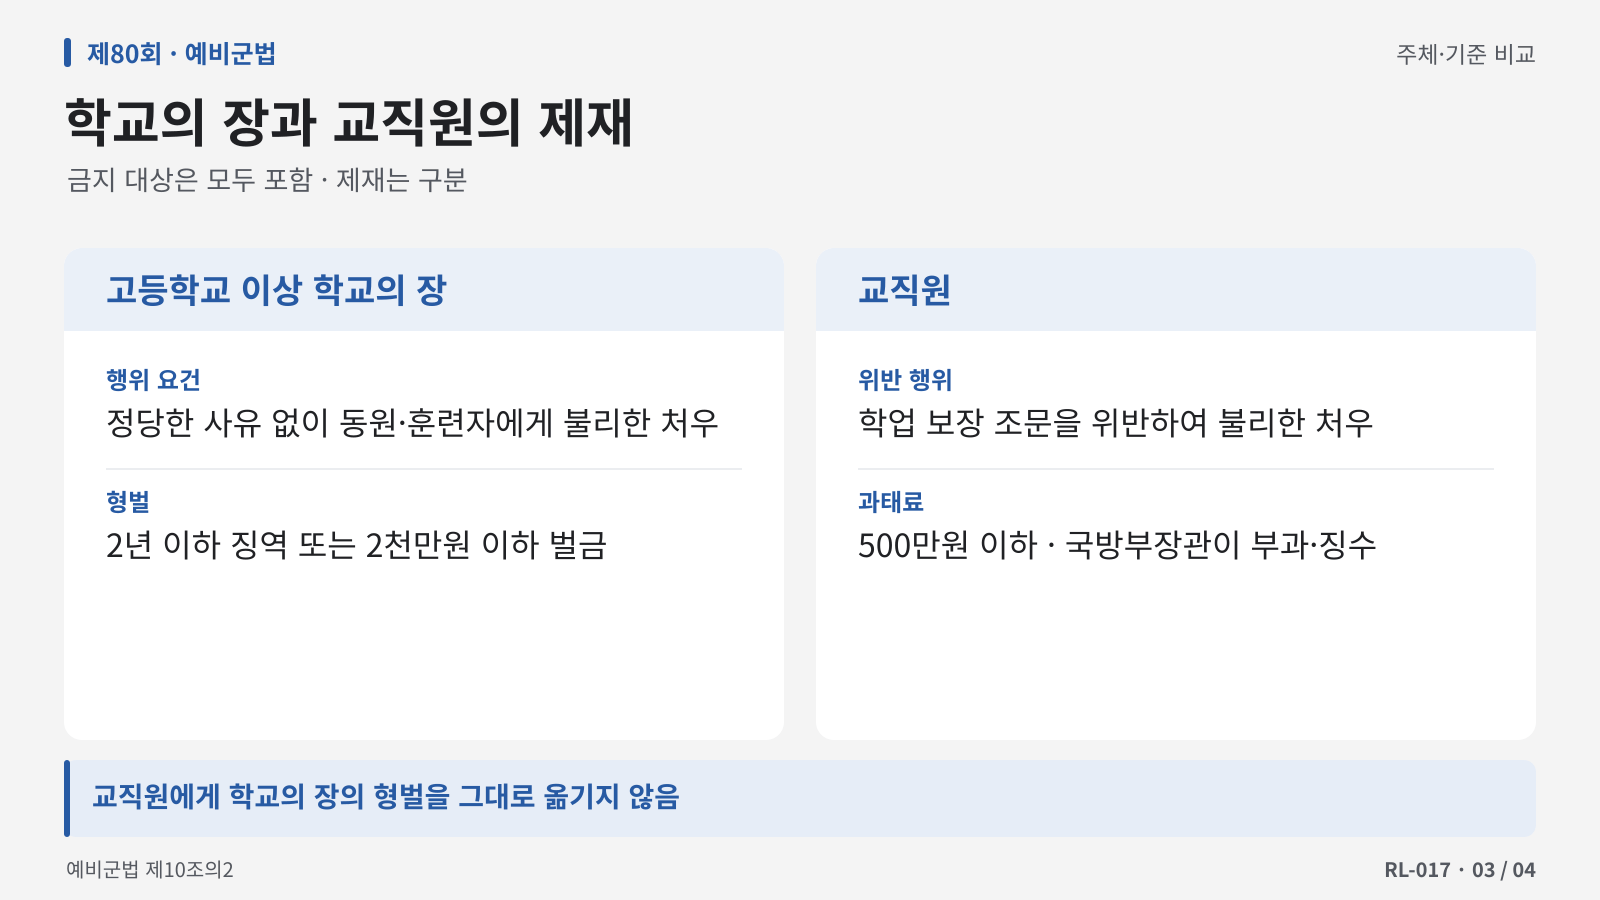 제80회 · 예비군법
주체·기준 비교
학교의 장과 교직원의 제재
금지 대상은 모두 포함 · 제재는 구분
고등학교 이상 학교의 장
행위 요건
정당한 사유 없이 동원·훈련자에게 불리한 처우
형벌
2년 이하 징역 또는 2천만원 이하 벌금
교직원
위반 행위
학업 보장 조문을 위반하여 불리한 처우
과태료
500만원 이하 · 국방부장관이 부과·징수
교직원에게 학교의 장의 형벌을 그대로 옮기지 않음
예비군법 제10조의2
RL-017 · 03 / 04